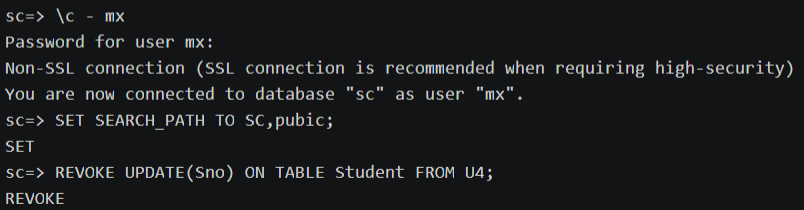 sc=> \c - mx
Password for user mx:
Non-SSL connection (SSL connection is recommended when requiring high-security)
You are now connected to database "sc" as user "mx".
sc=> SET SEARCH_PATH TO SC,pubic;
SET
sc=> REVOKE UPDATE(Sno) ON TABLE Student FROM U4;
REVOKE